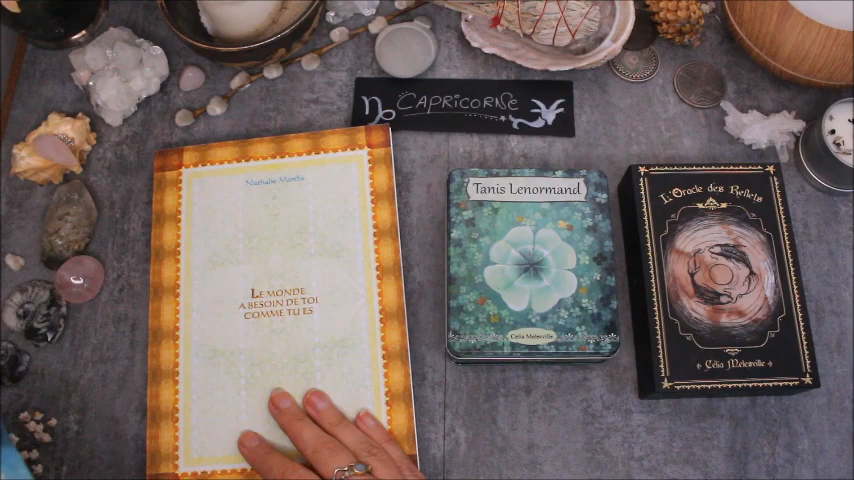 CAPRICORNE
Nathalie Marthe
LE MONDE
A BESOIN DE TOI
COMME TU ES
Tanis Lenormand
Célia Melesville
L'Oracle des Reflets
Célia Melesville